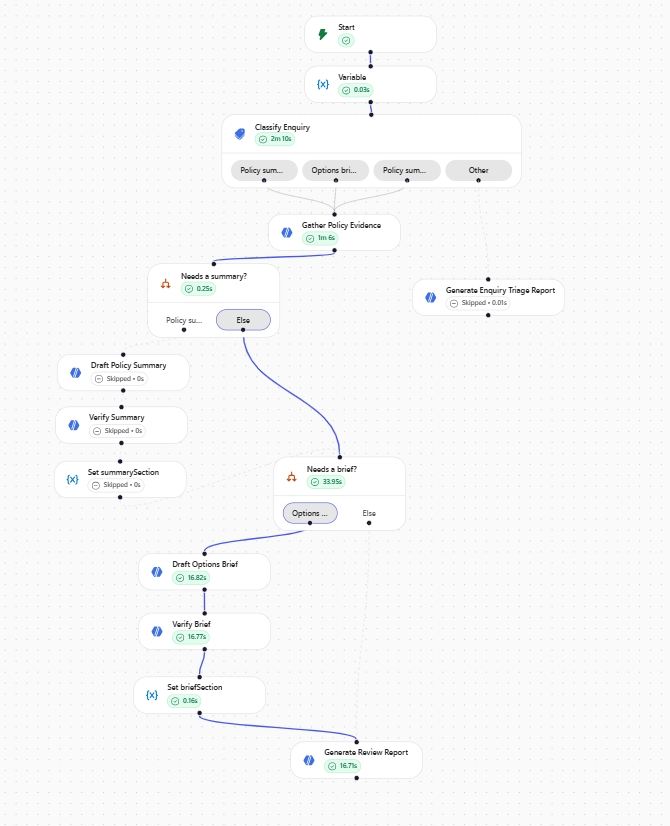 Start
Variable
0.03s
Classify Enquiry
2m 10s
Policy sum...
Options bri...
Policy sum...
Other
Gather Policy Evidence
1m 6s
Needs a summary?
0.25s
Policy su...
Else
Generate Enquiry Triage Report
Skipped • 0.01s
Draft Policy Summary
Skipped • 0s
Verify Summary
Skipped • 0s
Set summarySection
Skipped • 0s
Needs a brief?
33.95s
Options ...
Else
Draft Options Brief
16.82s
Verify Brief
16.77s
Set briefSection
0.16s
Generate Review Report
16.71s